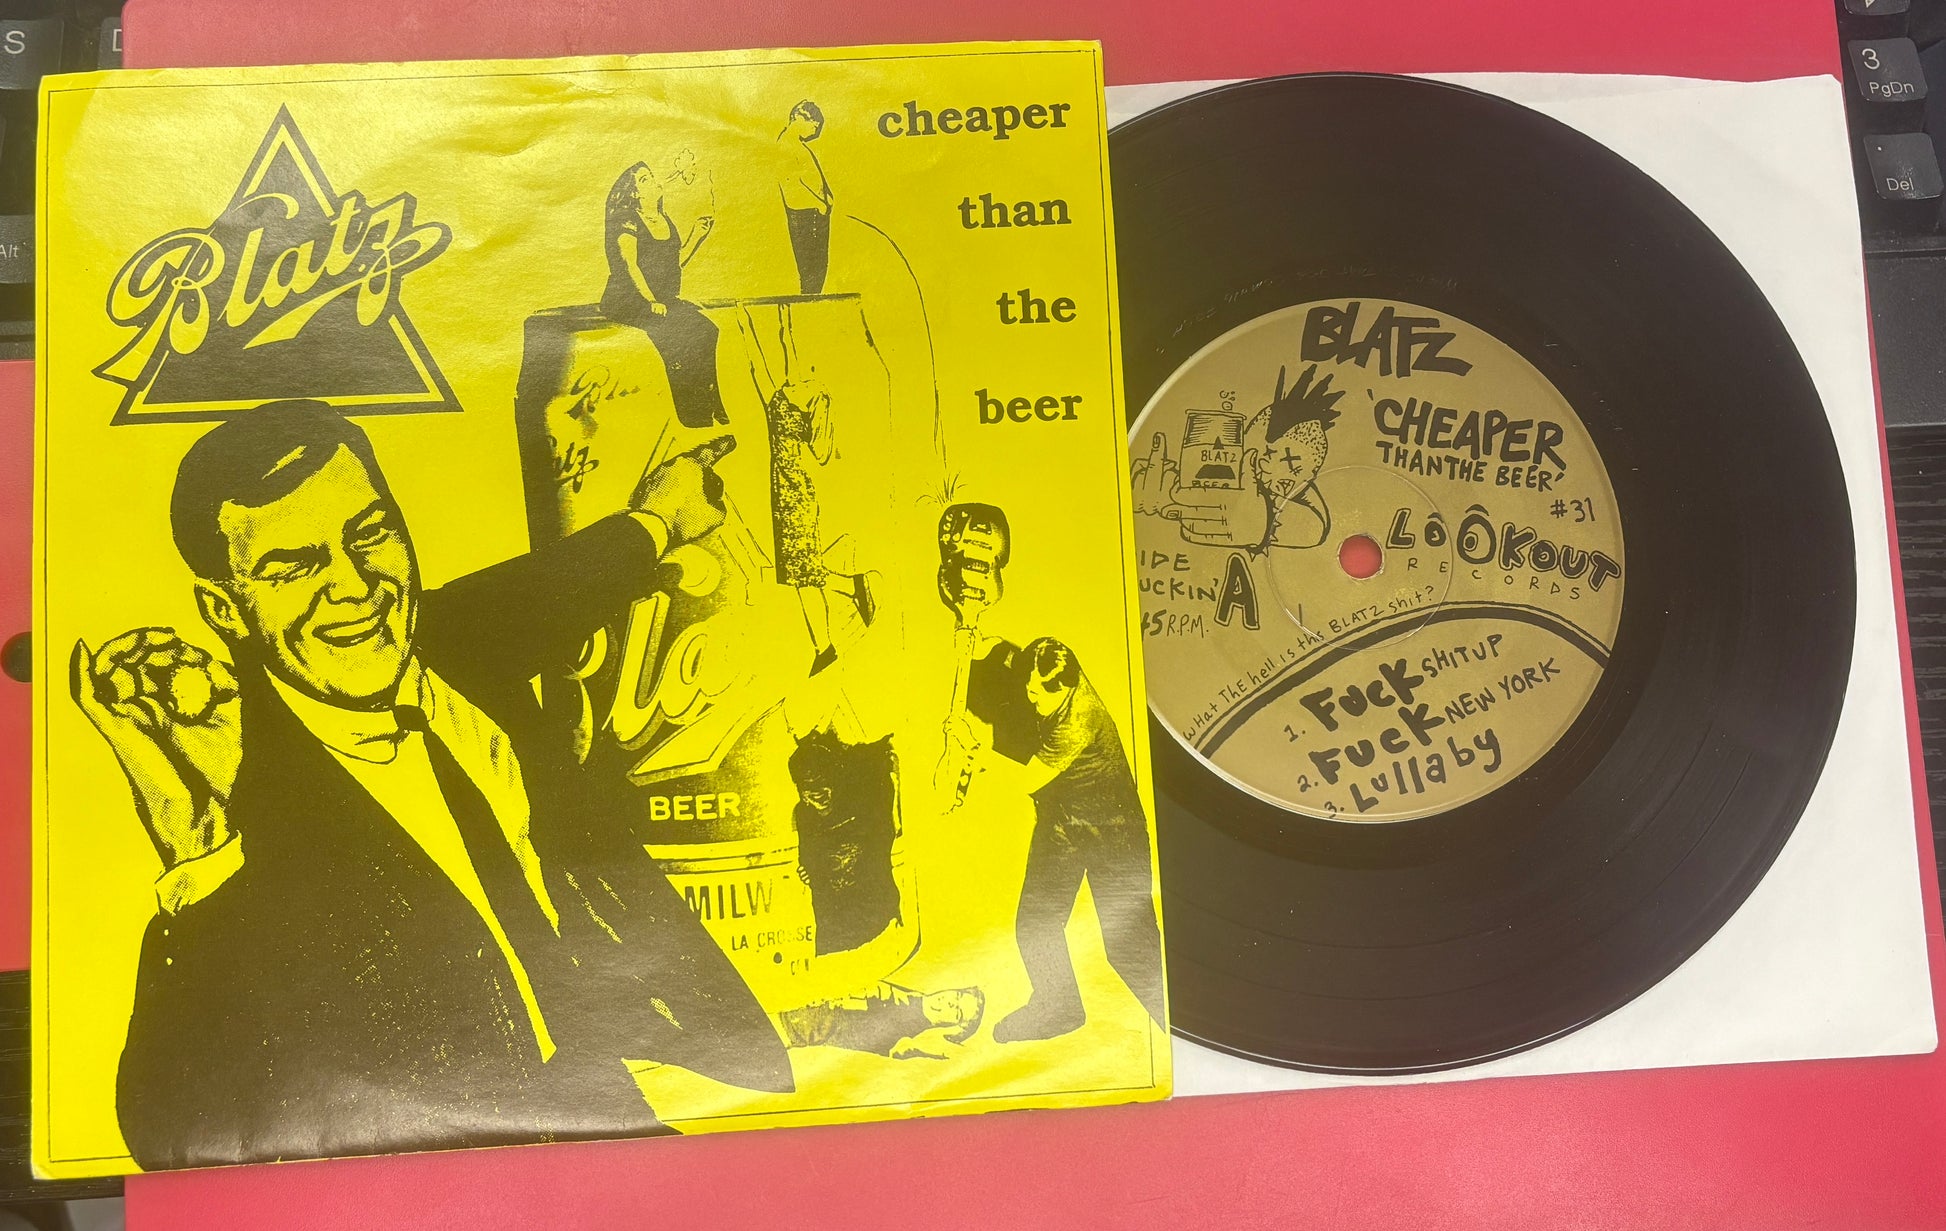 S
D
Alt
3
PgDn
.
Del
Blatz
cheaper
than
the
beer
Bla
Bla
BEER
MILW
LA CROSSE
BLATZ
'CHEAPER
THAN THE BEER'
#31
LOOKOUT
RECORDS
BLATZ
BEER
IDE
UCKIN' A
45 R.P.M.
WHat ThE hell is this BLATZ shit?
1. FUCK SHIT UP
2. FUCK NEW YORK
3. Lullaby